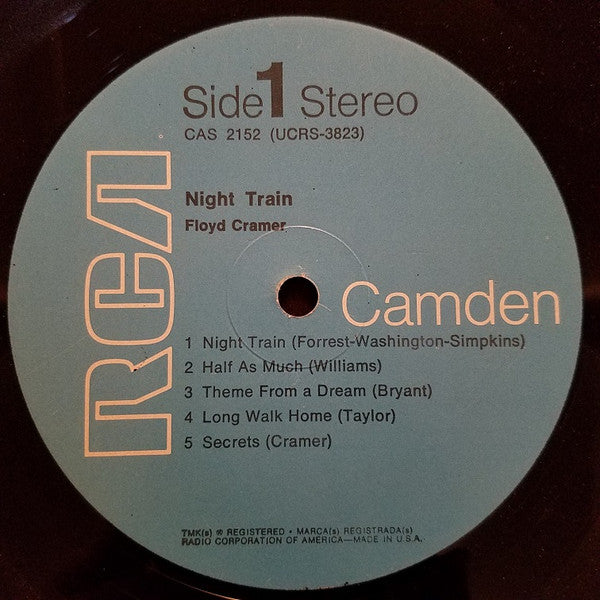 Side 1 Stereo
CAS 2152 (UCRS-3823)
Night Train
Floyd Cramer
RCA
Camden
1 Night Train (Forrest-Washington-Simpkins)
2 Half As Much (Williams)
3 Theme From a Dream (Bryant)
4 Long Walk Home (Taylor)
5 Secrets (Cramer)
TMK(s) ® REGISTERED • MARCA(s) REGISTRADA(s)
RADIO CORPORATION OF AMERICA—MADE IN U.S.A.